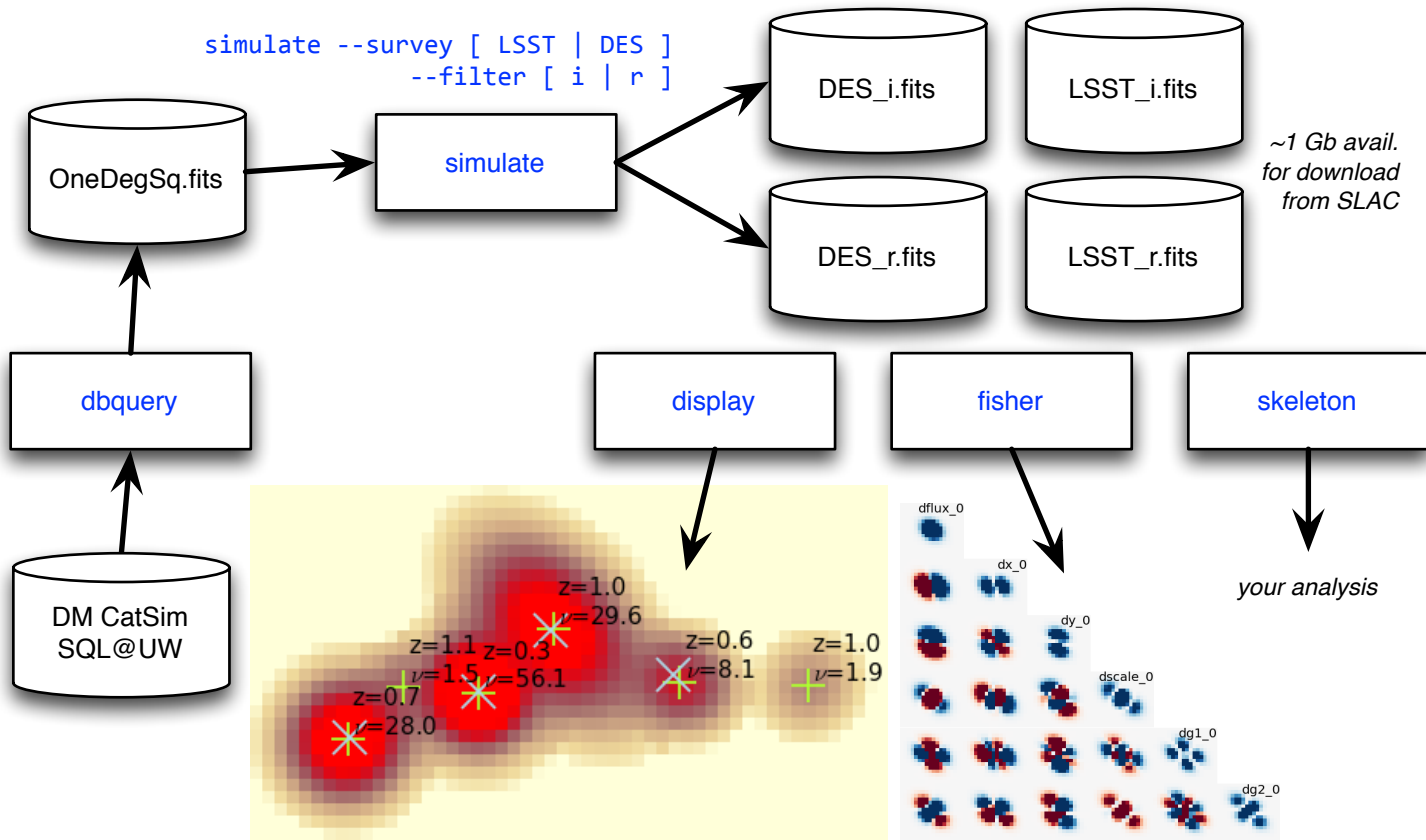 simulate --survey [ LSST | DES ]
--filter [ i | r ]
OneDegSq.fits
simulate
DES_i.fits
LSST_i.fits
DES_r.fits
LSST_r.fits
~1 Gb avail.
for download
from SLAC
dbquery
display
fisher
skeleton
DM CatSim
SQL@UW
z=1.0
ν=29.6
z=1.1
ν=1.5
z=0.3
ν=56.1
z=0.6
ν=8.1
z=1.0
ν=1.9
z=0.7
ν=28.0
dflux_0
dx_0
dy_0
dscale_0
dg1_0
dg2_0
your analysis